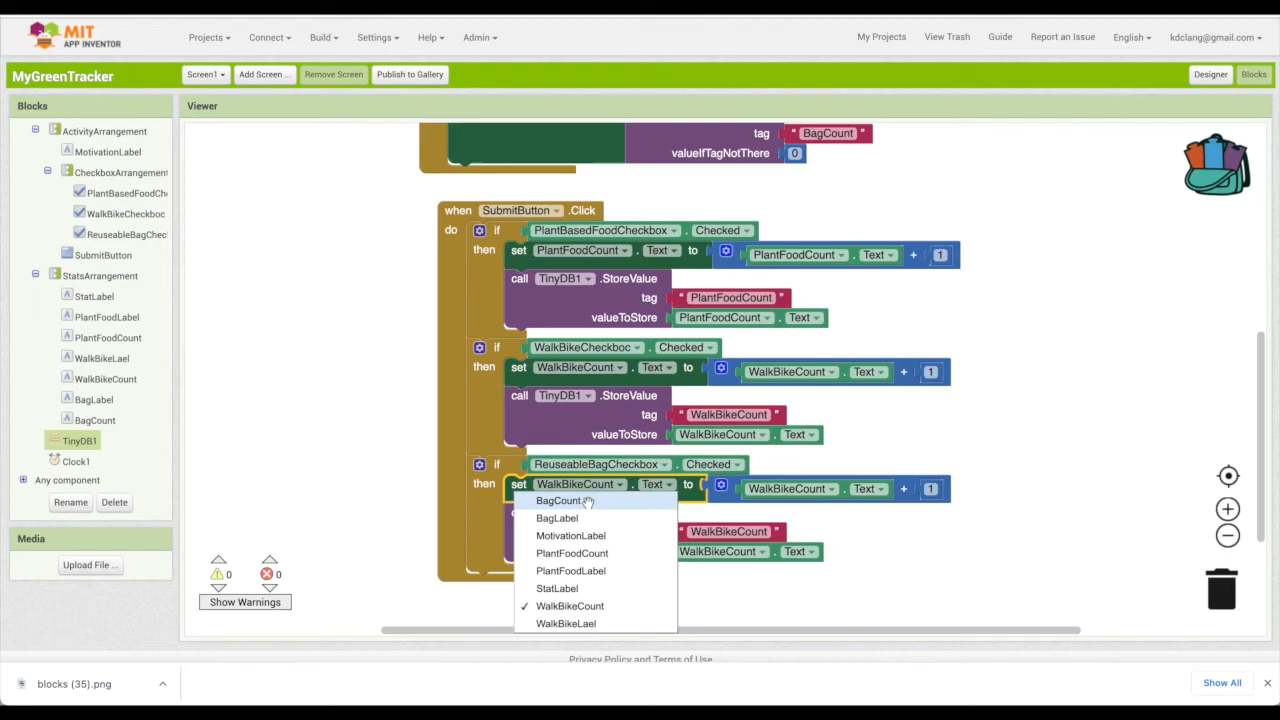 MIT
APP INVENTOR
Projects
Connect
Build
Settings
Help
Admin
My Projects
View Trash
Guide
Report an Issue
English
kdclang@gmail.com
MyGreenTracker
Screen1
Add Screen ...
Remove Screen
Publish to Gallery
Designer
Blocks
Blocks
ActivityArrangement
MotivationLabel
CheckboxArrangement
PlantBasedFoodCh
WalkBikeCheckboc
ReuseableBagChec
SubmitButton
StatsArrangement
StatLabel
PlantFoodLabel
PlantFoodCount
WalkBikeLael
WalkBikeCount
BagLabel
BagCount
TinyDB1
Clock1
Any component
Rename
Delete
Media
Upload File ...
Viewer
tag " BagCount "
valueIfTagNotThere 0
when SubmitButton .Click
do if PlantBasedFoodCheckbox . Checked
then set PlantFoodCount . Text to PlantFoodCount . Text + 1
call TinyDB1 .StoreValue
tag " PlantFoodCount "
valueToStore PlantFoodCount . Text
if WalkBikeCheckboc . Checked
then set WalkBikeCount . Text to WalkBikeCount . Text + 1
call TinyDB1 .StoreValue
tag " WalkBikeCount "
valueToStore WalkBikeCount . Text
if ReuseableBagCheckbox . Checked
then set WalkBikeCount . Text to WalkBikeCount . Text + 1
" WalkBikeCount "
WalkBikeCount . Text
BagCount
BagLabel
MotivationLabel
PlantFoodCount
PlantFoodLabel
StatLabel
✓ WalkBikeCount
WalkBikeLael
0 0
Show Warnings
Privacy Policy and Terms of Use
blocks (35).png
Show All